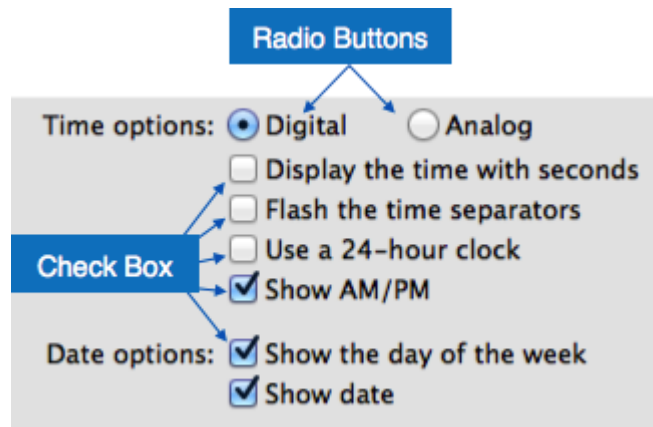 Radio Buttons
Time options: Digital Analog
Display the time with seconds
Flash the time separators
Use a 24-hour clock
Check Box
Show AM/PM
Date options: Show the day of the week
Show date